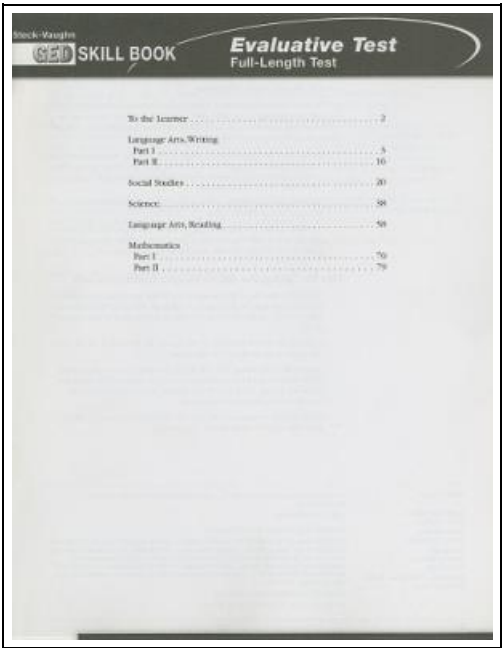 Steck-Vaughn
GED SKILL BOOK
Evaluative Test
Full-Length Test
To the Learner . . . . . . . . . . . . . . . . . . . . 2
Language Arts, Writing
Part I . . . . . . . . . . . . . . . . . . . . 3
Part II . . . . . . . . . . . . . . . . . . . . 16
Social Studies . . . . . . . . . . . . . . . . . . . . 20
Science . . . . . . . . . . . . . . . . . . . . 38
Language Arts, Reading . . . . . . . . . . . . . . . . . . . . 58
Mathematics
Part I . . . . . . . . . . . . . . . . . . . . 70
Part II . . . . . . . . . . . . . . . . . . . . 79